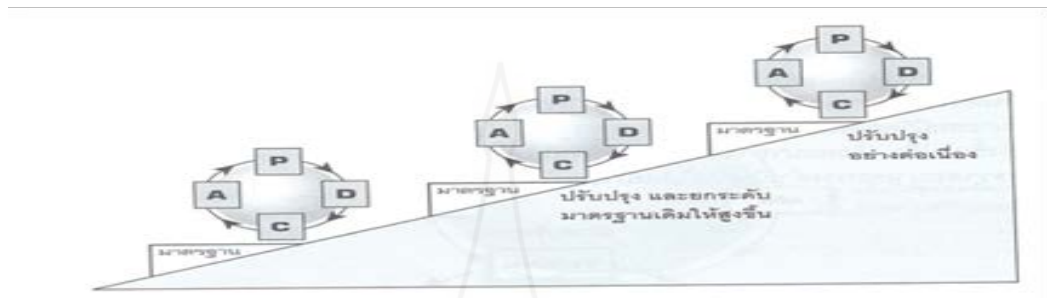 P
A
D
C
มาตรฐาน
P
A
D
C
มาตรฐาน
ปรับปรุง และยกระดับ
มาตรฐานเดิมให้สูงขึ้น
P
A
D
C
มาตรฐาน
ปรับปรุง
อย่างต่อเนื่อง